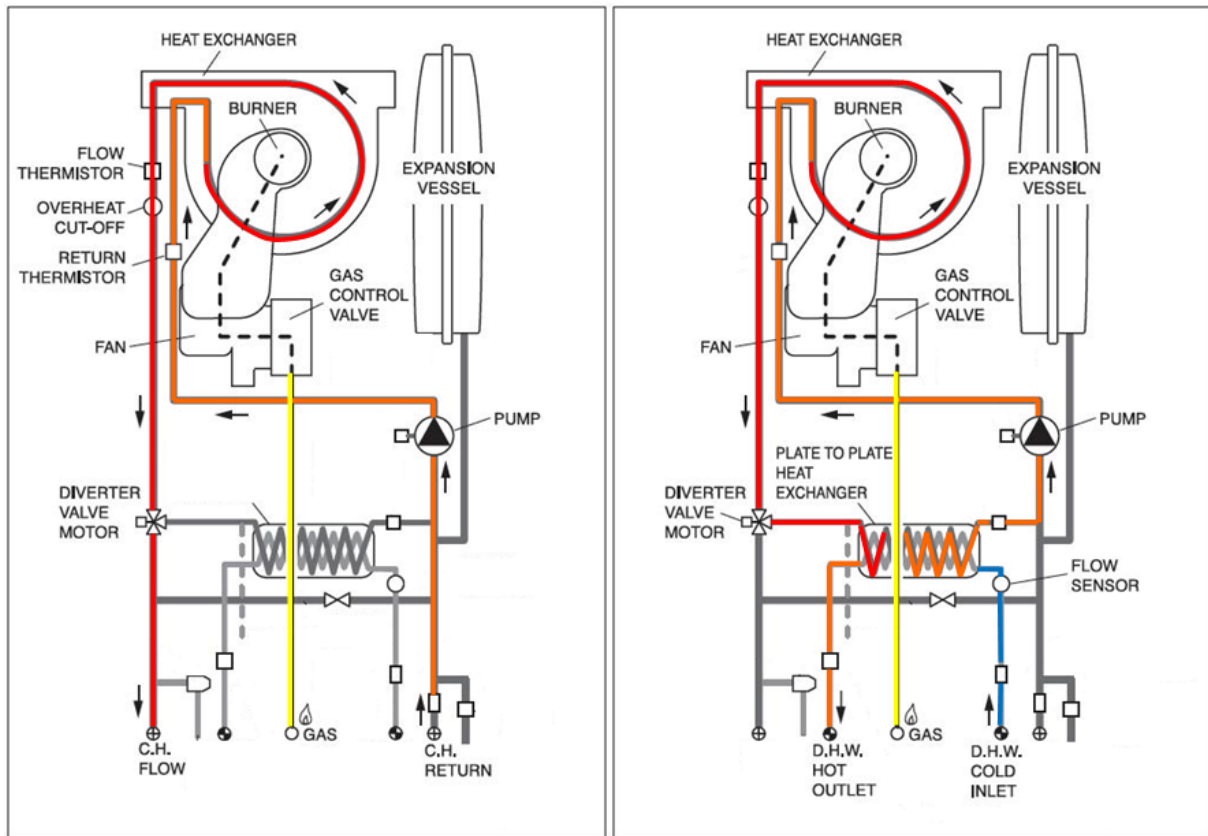 HEAT EXCHANGER
BURNER
FLOW
THERMISTOR
OVERHEAT
CUT-OFF
RETURN
THERMISTOR
EXPANSION
VESSEL
GAS
CONTROL
VALVE
FAN
PUMP
DIVERTER
VALVE
MOTOR
C.H.
FLOW
GAS
C.H.
RETURN
HEAT EXCHANGER
BURNER
EXPANSION
VESSEL
GAS
CONTROL
VALVE
FAN
PUMP
PLATE TO PLATE
HEAT
EXCHANGER
DIVERTER
VALVE
MOTOR
FLOW
SENSOR
GAS
D.H.W.
HOT
OUTLET
D.H.W.
COLD
INLET